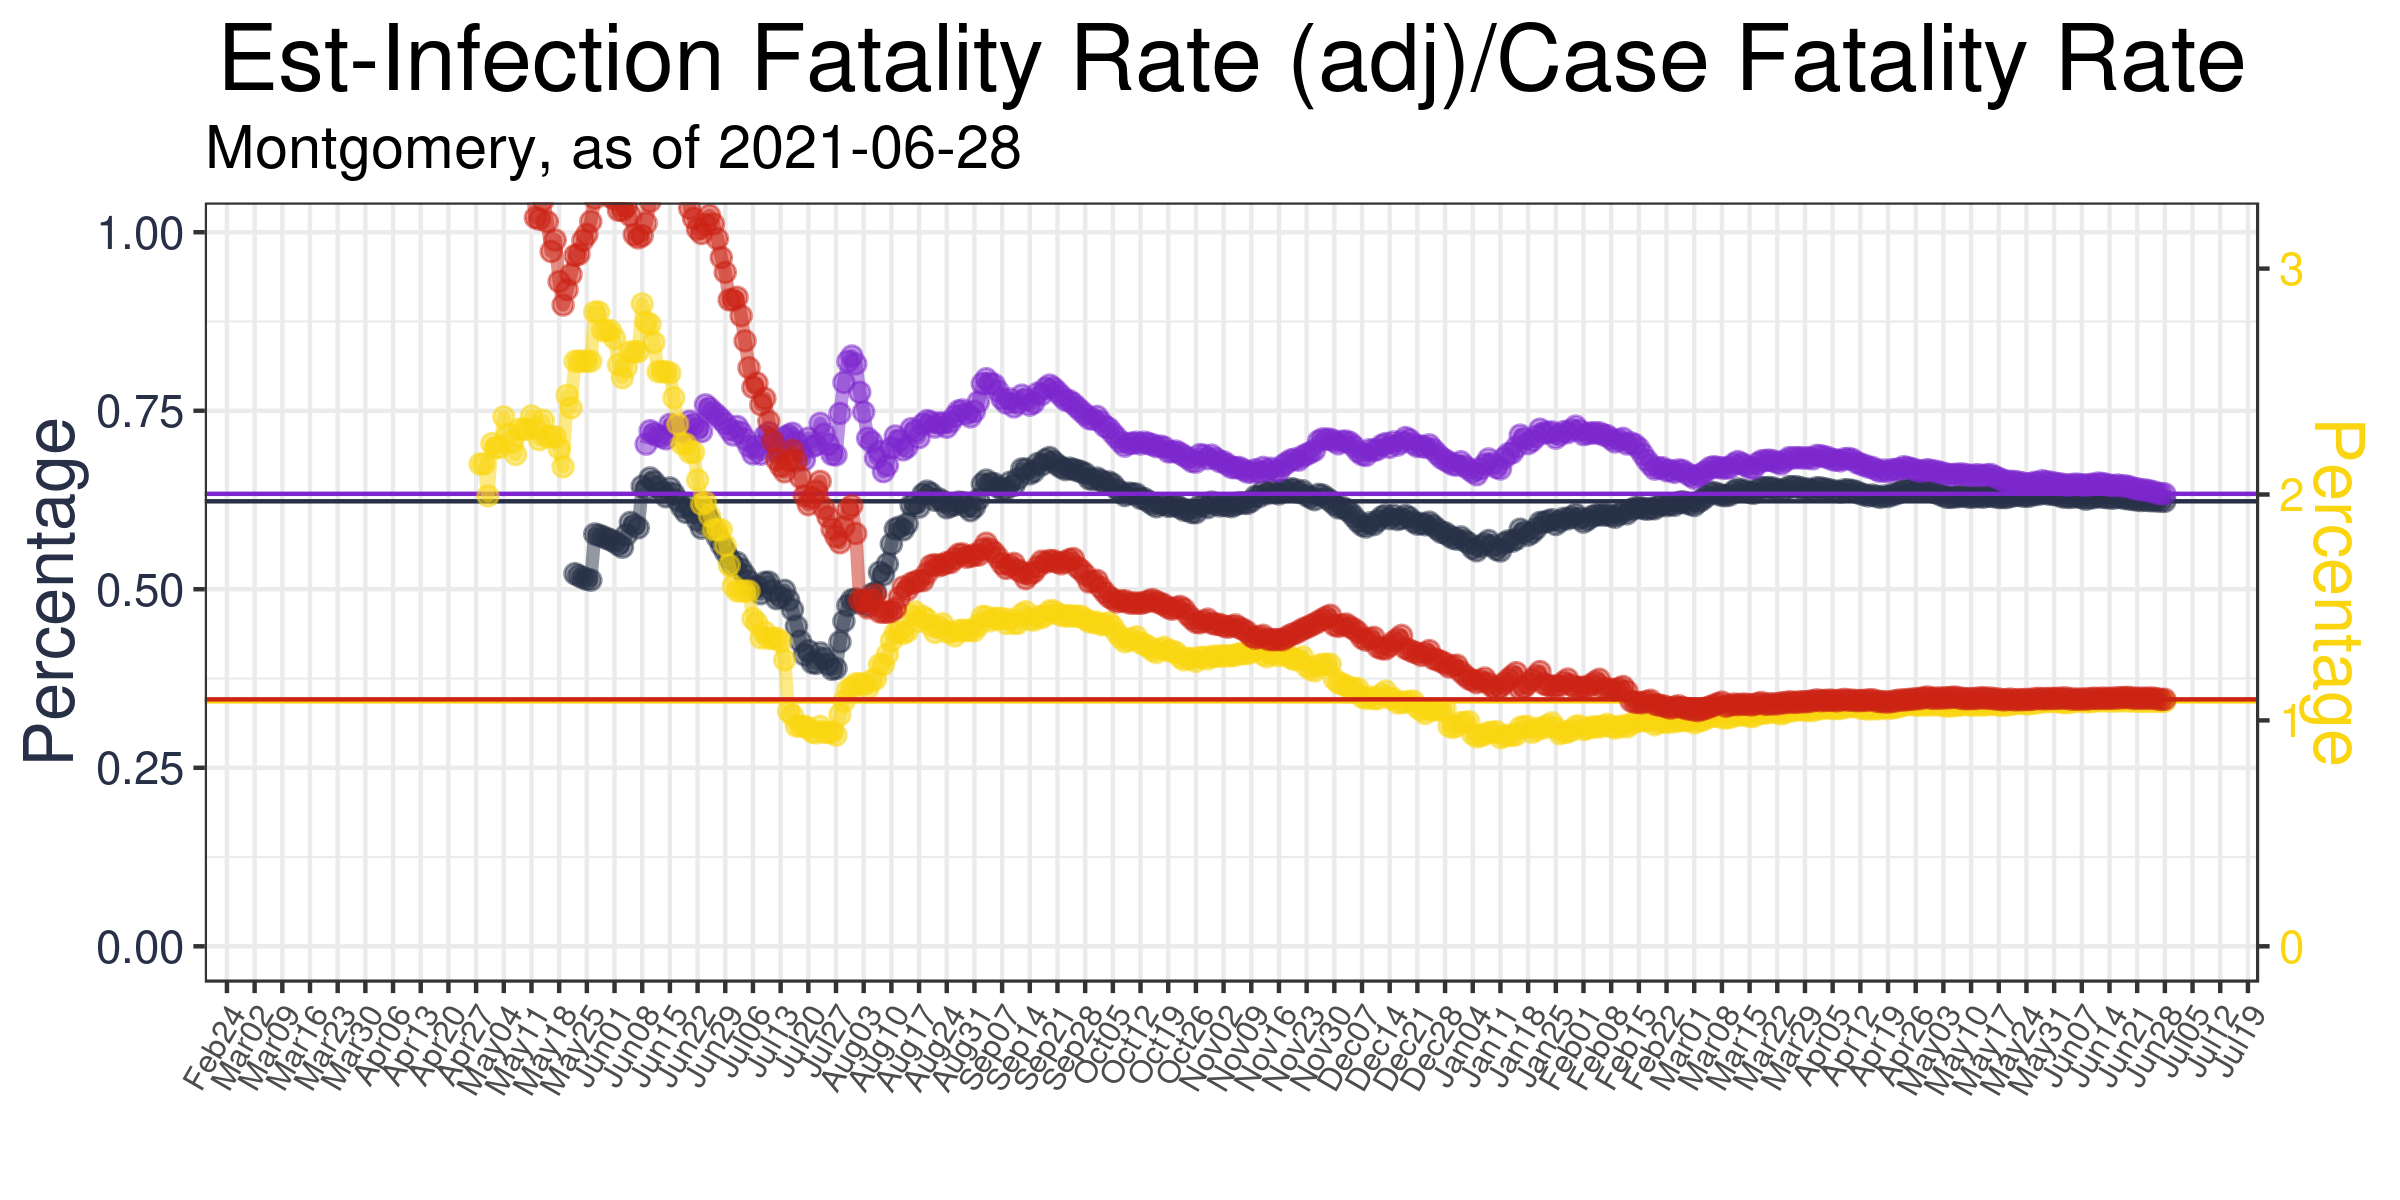 Est-Infection Fatality Rate (adj)/Case Fatality Rate
Montgomery, as of 2021-06-28
Percentage
1.00
0.75
0.50
0.25
0.00
3
2
1
0
Percentage
Feb24
Mar02
Mar09
Mar16
Mar23
Mar30
Apr06
Apr13
Apr20
Apr27
May04
May11
May18
May25
Jun01
Jun08
Jun15
Jun22
Jun29
Jul06
Jul13
Jul20
Jul27
Aug03
Aug10
Aug17
Aug24
Aug31
Sep07
Sep14
Sep21
Sep28
Oct05
Oct12
Oct19
Oct26
Nov02
Nov09
Nov16
Nov23
Nov30
Dec07
Dec14
Dec21
Dec28
Jan04
Jan11
Jan18
Jan25
Feb01
Feb08
Feb15
Feb22
Mar01
Mar08
Mar15
Mar22
Mar29
Apr05
Apr12
Apr19
Apr26
May03
May10
May17
May24
May31
Jun07
Jun14
Jun21
Jun28
Jul05
Jul12
Jul19